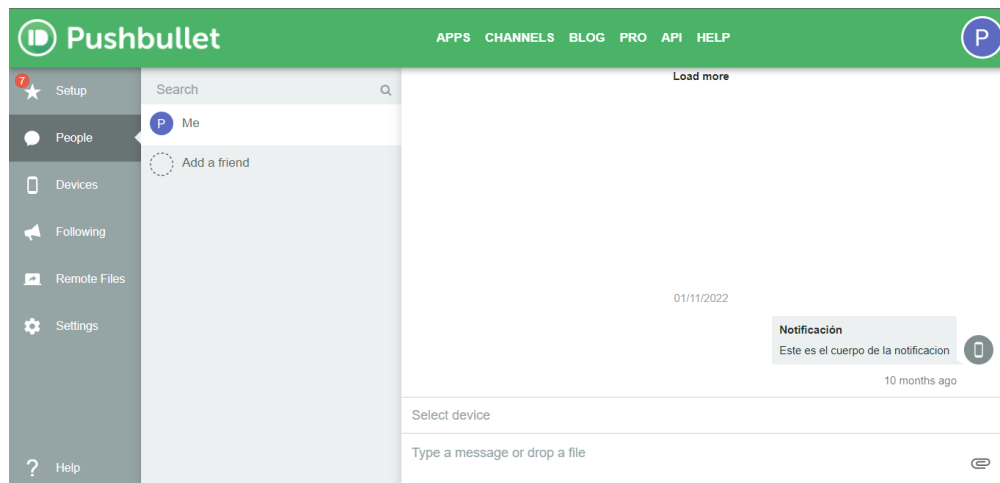 Pushbullet
APPS CHANNELS BLOG PRO API HELP
P
7
Setup
People
Devices
Following
Remote Files
Settings
Help
Search
P Me
Add a friend
Load more
01/11/2022
Notificación
Este es el cuerpo de la notificacion
10 months ago
Select device
Type a message or drop a file